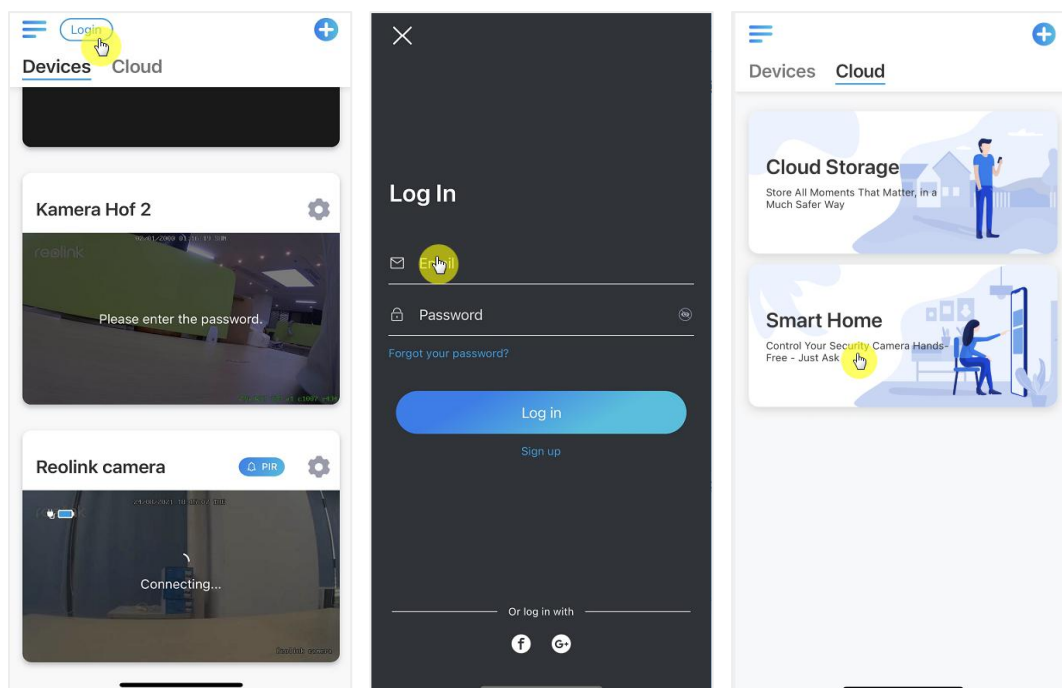 Login
Devices Cloud
Kamera Hof 2
reolink
Please enter the password.
Reolink camera
PIR
Connecting...
Reolink camera
Log In
Email
Password
Forgot your password?
Log in
Sign up
Or log in with
f G+
Devices Cloud
Cloud Storage
Store All Moments That Matter, in a
Much Safer Way
Smart Home
Control Your Security Camera Hands-
Free - Just Ask